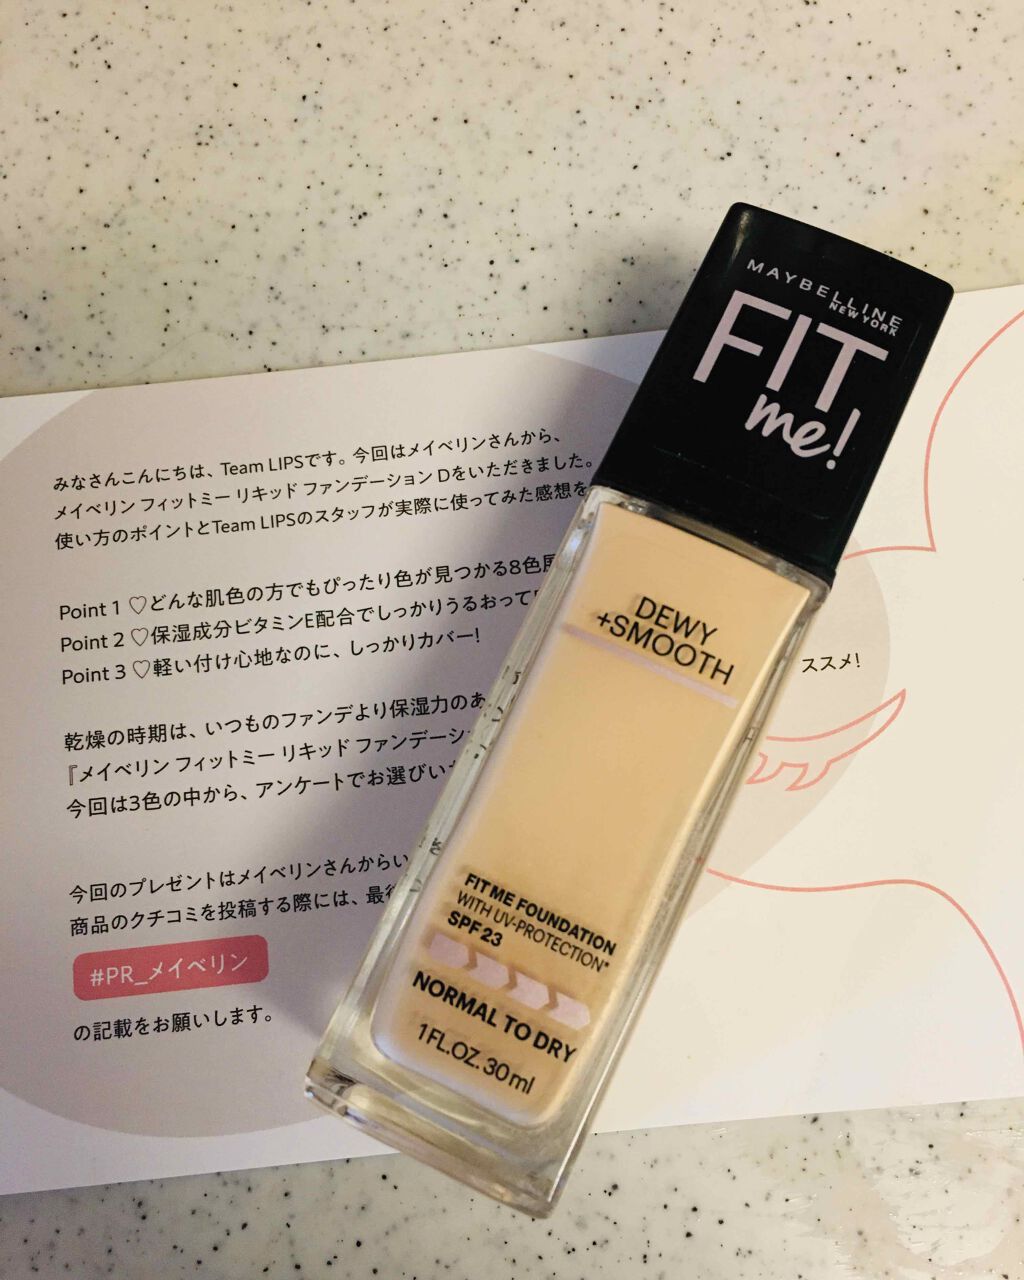 みなさんこんにちは、Team LIPSです。今回はメイベリンさんから、
メイベリン フィットミー リキッド ファンデーション Dをいただきました。
使い方のポイントとTeam LIPSのスタッフが実際に使ってみた感想を
Point 1 ♡どんな肌色の方でもぴったり色が見つかる8色展
Point 2 ♡保湿成分ビタミンE配合でしっかりうるおって
Point 3 ♡軽い付け心地なのに、しっかりカバー!
ススメ!
乾燥の時期は、いつものファンデより保湿力のあ
『メイベリン フィットミー リキッド ファンデーシ
今回は3色の中から、アンケートでお選びい
今回のプレゼントはメイベリンさんからい
商品のクチコミを投稿する際には、最
#PR_メイベリン
の記載をお願いします。
MAYBELLINE
NEW YORK
FIT
me!
DEWY
+SMOOTH
FIT ME FOUNDATION
WITH UV-PROTECTION*
SPF 23
NORMAL TO DRY
1FL.OZ. 30ml